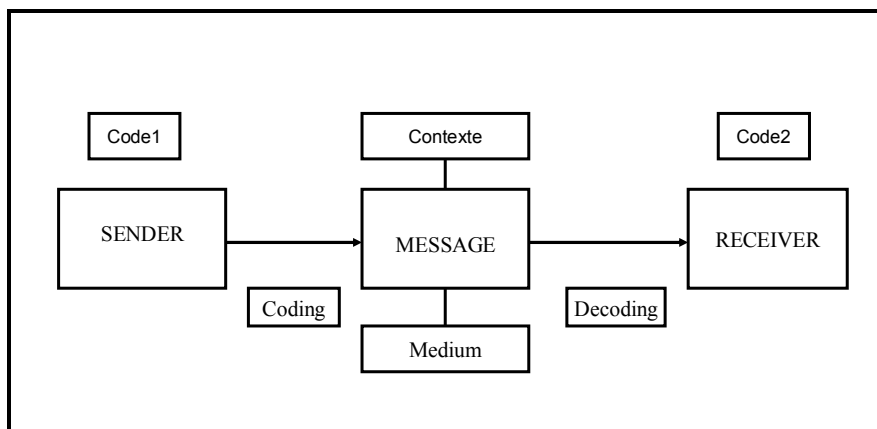 Code1
Contexte
Code2
SENDER
MESSAGE
RECEIVER
Coding
Decoding
Medium